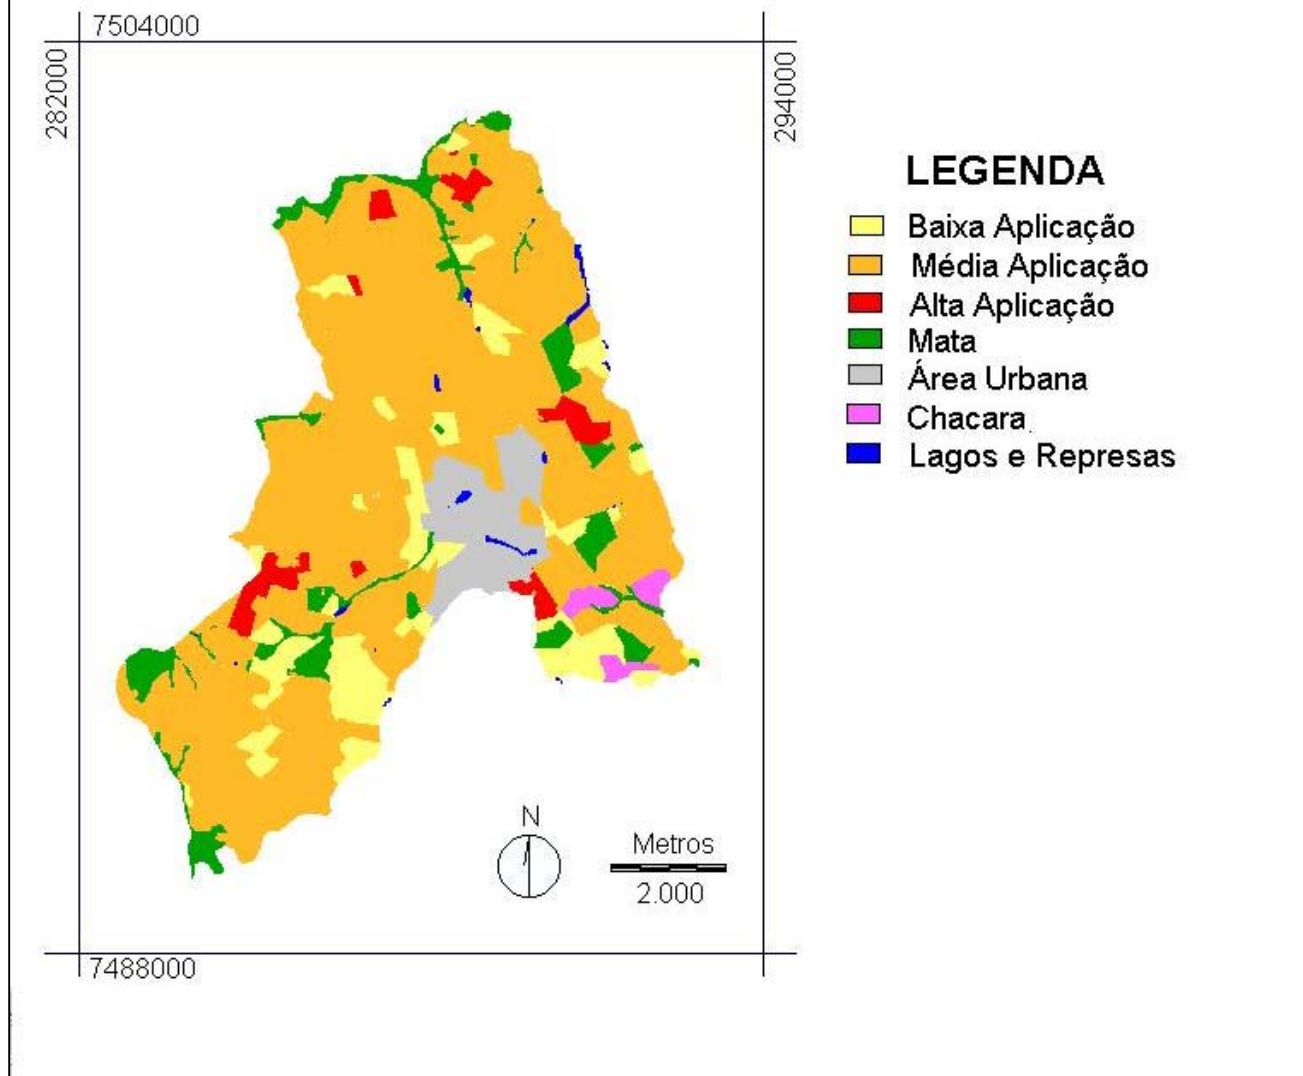 7504000
282000
294000
LEGENDA
Baixa Aplicação
Média Aplicação
Alta Aplicação
Mata
Área Urbana
Chacara
Lagos e Represas
N
Metros
2.000
7488000